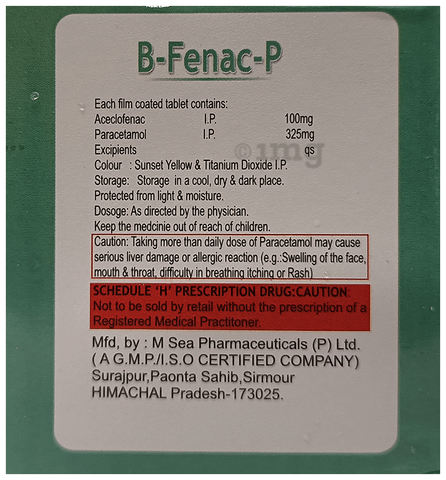 B-Fenac-P
Each film coated tablet contains:
Aceclofenac I.P. 100mg
Paracetamol I.P. 325mg
Excipients qs
©1mg
Colour : Sunset Yellow & Titanium Dioxide I.P.
Storage: Storage in a cool, dry & dark place.
Protected from light & moisture.
Dosoge: As directed by the physician.
Keep the medcinie out of reach of children.
Caution: Taking more than daily dose of Paracetamol may cause
serious liver damage or allergic reaction (e.g.:Swelling of the face,
mouth & throat, difficulty in breathing itching or Rash)
SCHEDULE 'H' PRESCRIPTION DRUG:CAUTION:
Not to be sold by retail without the prescription of a
Registered Medical Practitoner.
Mfd, by : M Sea Pharmaceuticals (P) Ltd.
( A G.M.P/I.S.O CERTIFIED COMPANY)
Surajpur,Paonta Sahib,Sirmour
HIMACHAL Pradesh-173025.